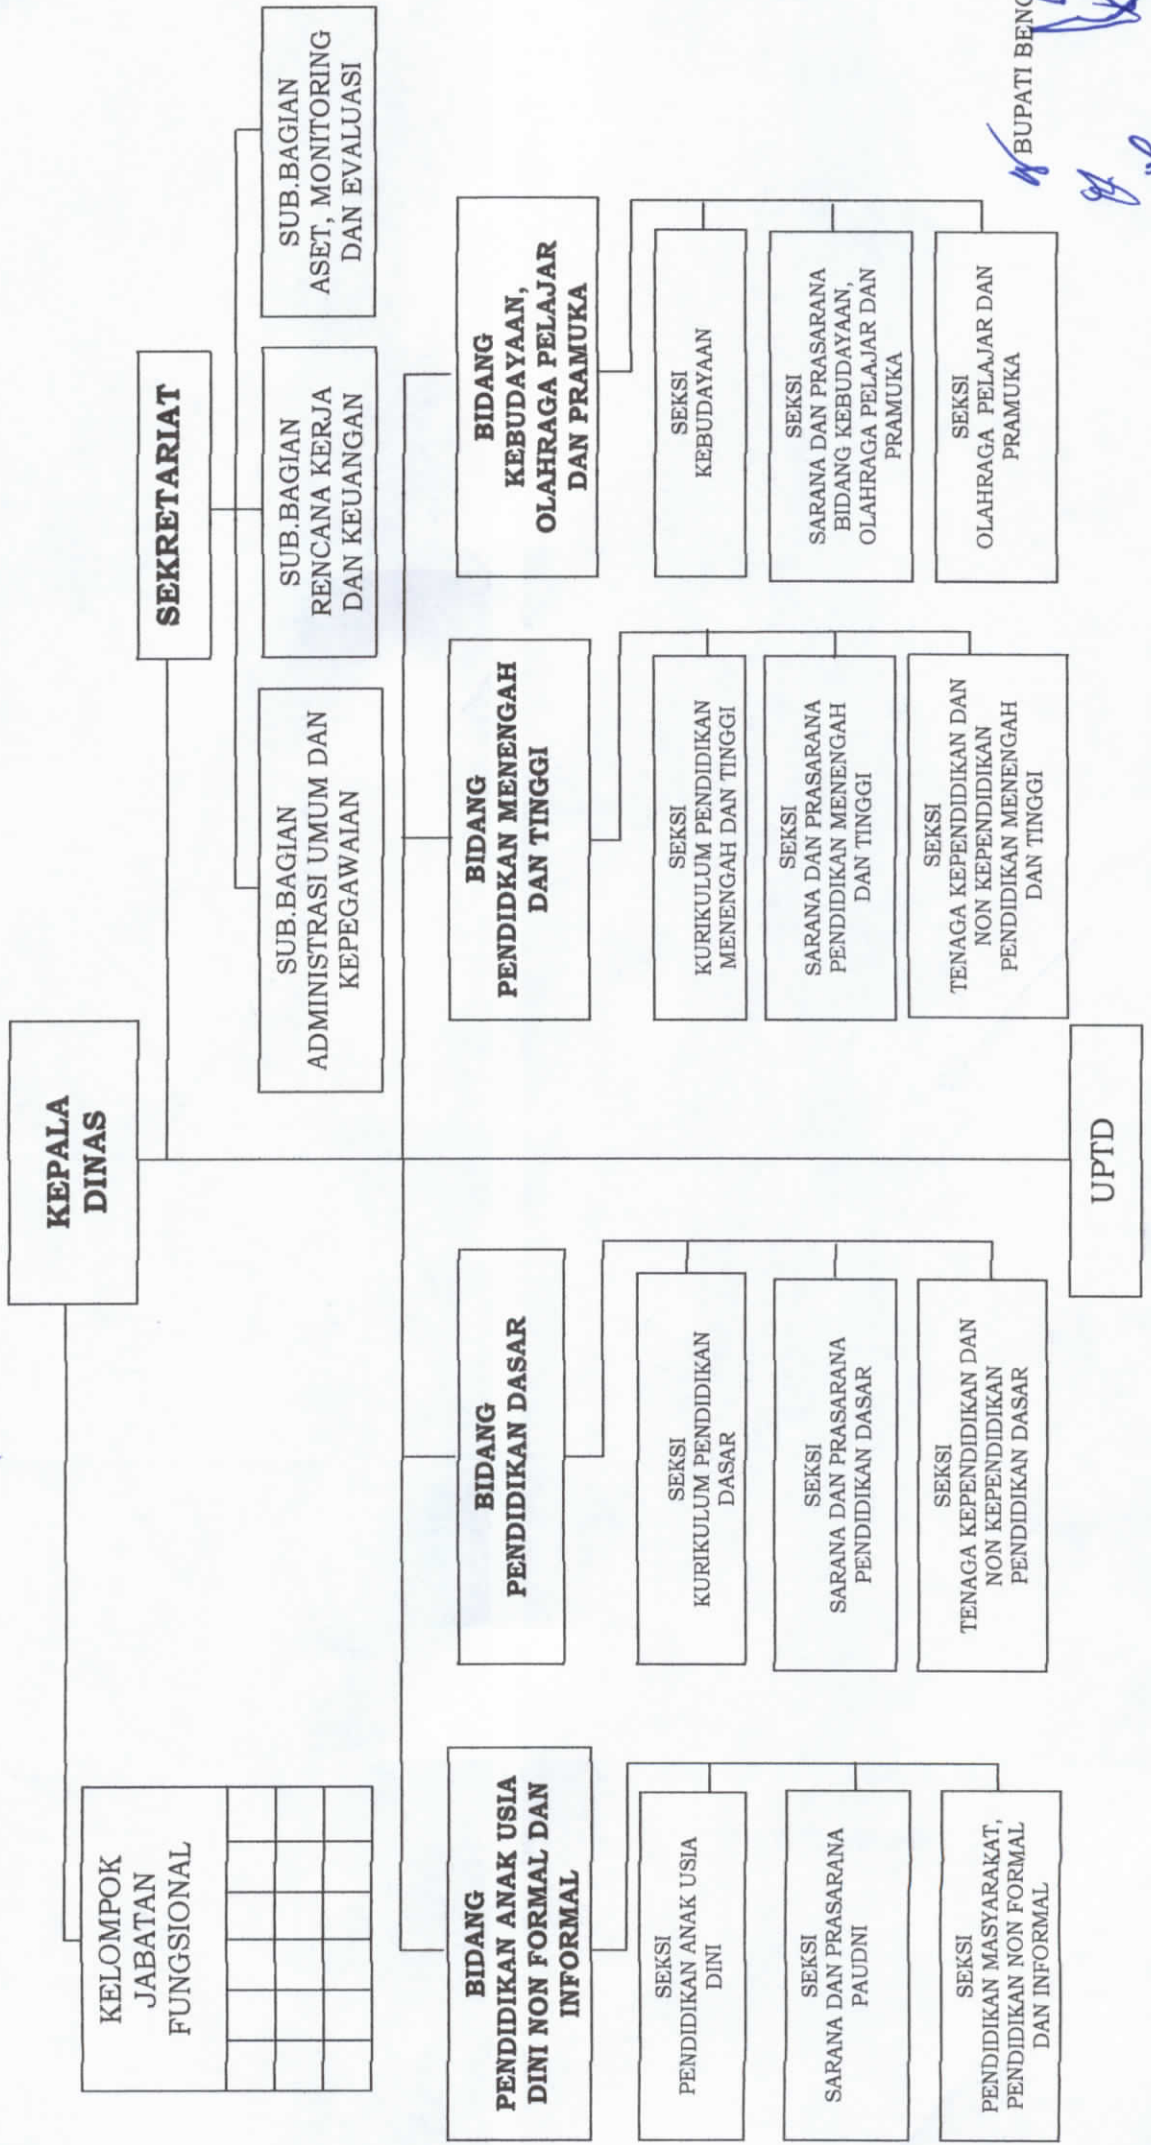 KEPALA
DINAS
KELOMPOK
JABATAN
FUNGSIONAL
SEKRETARIAT
SUB.BAGIAN
ADMINISTRASI UMUM DAN
KEPEGAWAIAN
SUB.BAGIAN
RENCANA KERJA
DAN KEUANGAN
SUB.BAGIAN
ASET, MONITORING
DAN EVALUASI
BIDANG
PENDIDIKAN ANAK USIA
DINI NON FORMAL DAN
INFORMAL
SEKSI
PENDIDIKAN ANAK USIA
DINI
SEKSI
SARANA DAN PRASARANA
PAUDNI
SEKSI
PENDIDIKAN MASYARAKAT,
PENDIDIKAN NON FORMAL
DAN INFORMAL
BIDANG
PENDIDIKAN DASAR
SEKSI
KURIKULUM PENDIDIKAN
DASAR
SEKSI
SARANA DAN PRASARANA
PENDIDIKAN DASAR
SEKSI
TENAGA KEPENDIDIKAN DAN
NON KEPENDIDIKAN
PENDIDIKAN DASAR
BIDANG
PENDIDKAN MENENGAH
DAN TINGGI
SEKSI
KURIKULUM PENDIDIKAN
MENENGAH DAN TINGGI
SEKSI
SARANA DAN PRASARANA
PENDIDIKAN MENENGAH
DAN TINGGI
SEKSI
TENAGA KEPENDIDIKAN DAN
NON KEPENDIDIKAN
PENDIDIKAN MENENGAH
DAN TINGGI
BIDANG
KEBUDAYAAN,
OLAHRAGA PELAJAR
DAN PRAMUKA
SEKSI
KEBUDAYAAN
SEKSI
SARANA DAN PRASARANA
BIDANG KEBUDAYAAN,
OLAHRAGA PELAJAR DAN
PRAMUKA
SEKSI
OLAHRAGA PELAJAR DAN
PRAMUKA
UPTD
BUPATI BENG